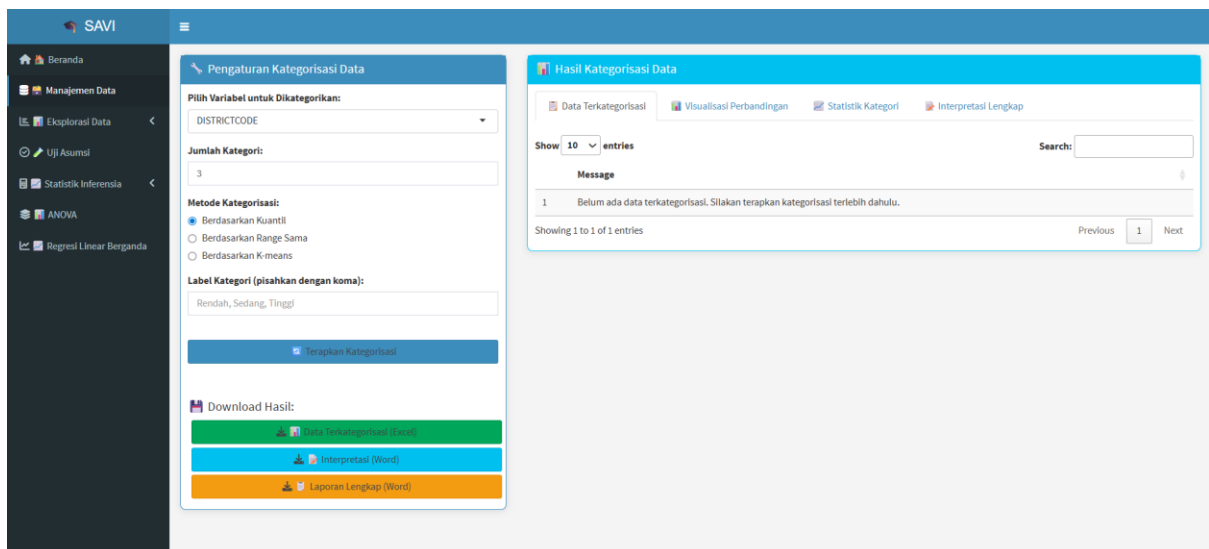 SAVI
Beranda
Manajemen Data
Eksplorasi Data
Uji Asumsi
Statistik Inferensia
ANOVA
Regresi Linear Berganda
Pengaturan Kategorisasi Data
Pilih Variabel untuk Dikategorikan:
DISTRICTCODE
Jumlah Kategori:
3
Metode Kategorisasi:
Berdasarkan Kuantil
Berdasarkan Range Sama
Berdasarkan K-means
Label Kategori (pisahkan dengan koma):
Rendah, Sedang, Tinggi
Terapkan Kategorisasi
Download Hasil:
Data Terkategorisasi (Excel)
Interpretasi (Word)
Laporan Lengkap (Word)
Hasil Kategorisasi Data
Data Terkategorisasi Visualisasi Perbandingan Statistik Kategori Interpretasi Lengkap
Show 10 entries Search:
Message
1 Belum ada data terkategorisasi. Silakan terapkan kategorisasi terlebih dahulu.
Showing 1 to 1 of 1 entries Previous 1 Next